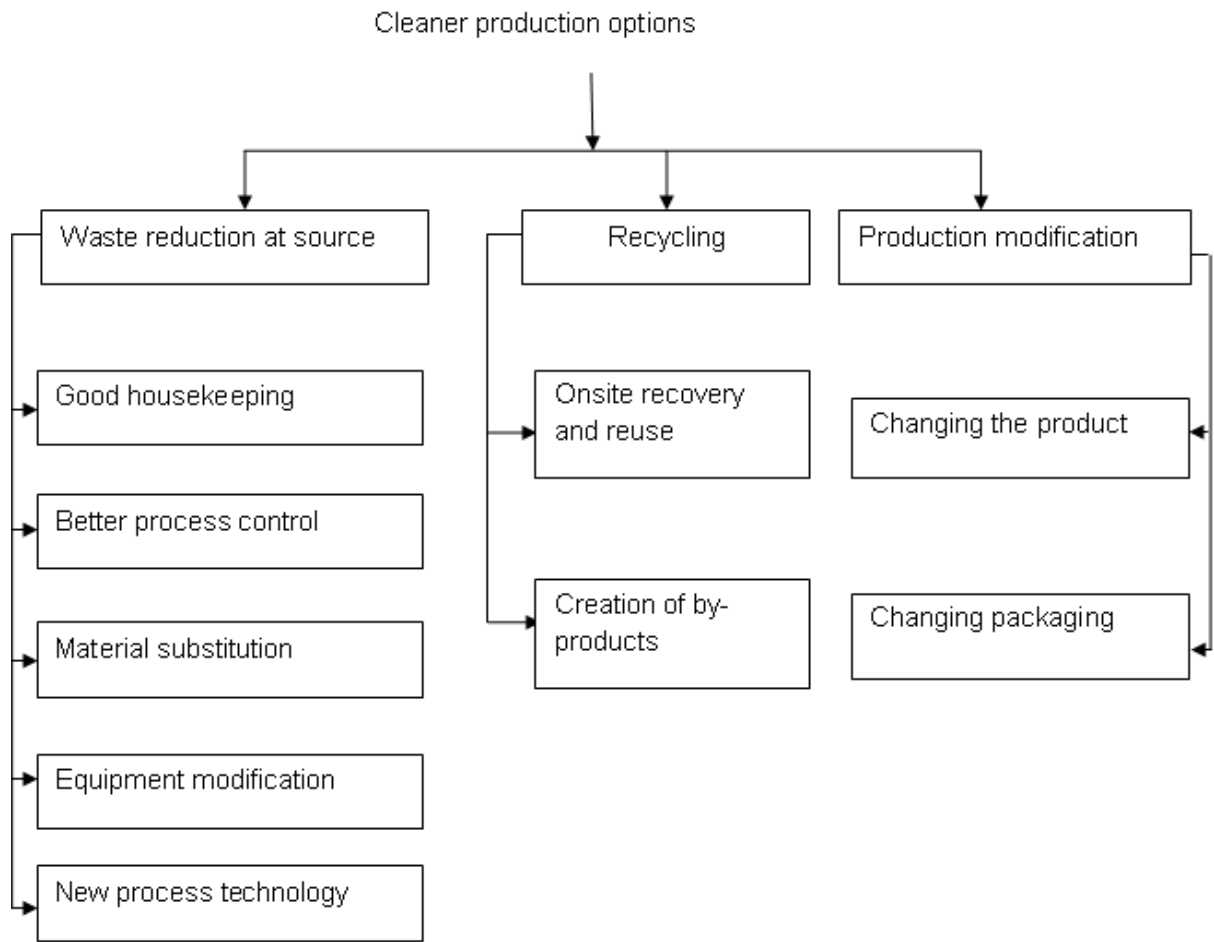 Cleaner production options
Waste reduction at source
Recycling
Production modification
Good housekeeping
Onsite recovery
and reuse
Changing the product
Better process control
Creation of by-
products
Changing packaging
Material substitution
Equipment modification
New process technology